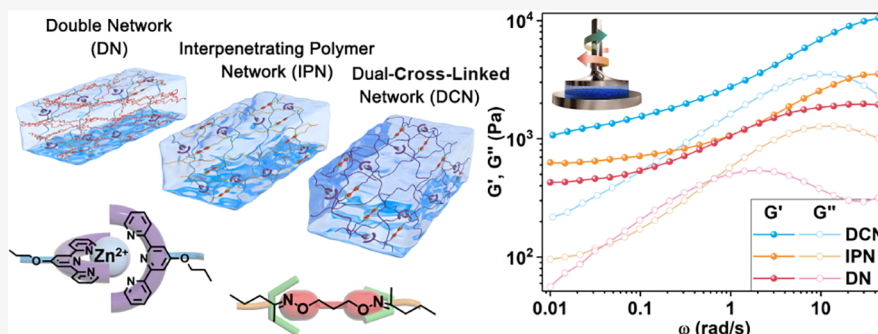 Double Network
(DN)
Interpenetrating Polymer
Network (IPN)
Dual-Cross-Linked
Network (DCN)
Zn²⁺
N
N
N
N
N
N
O
O
N
O
O
N
G', G'' (Pa)
10⁴
10³
10²
0.01
0.1
1
10
ω (rad/s)
G' G''
DCN
IPN
DN